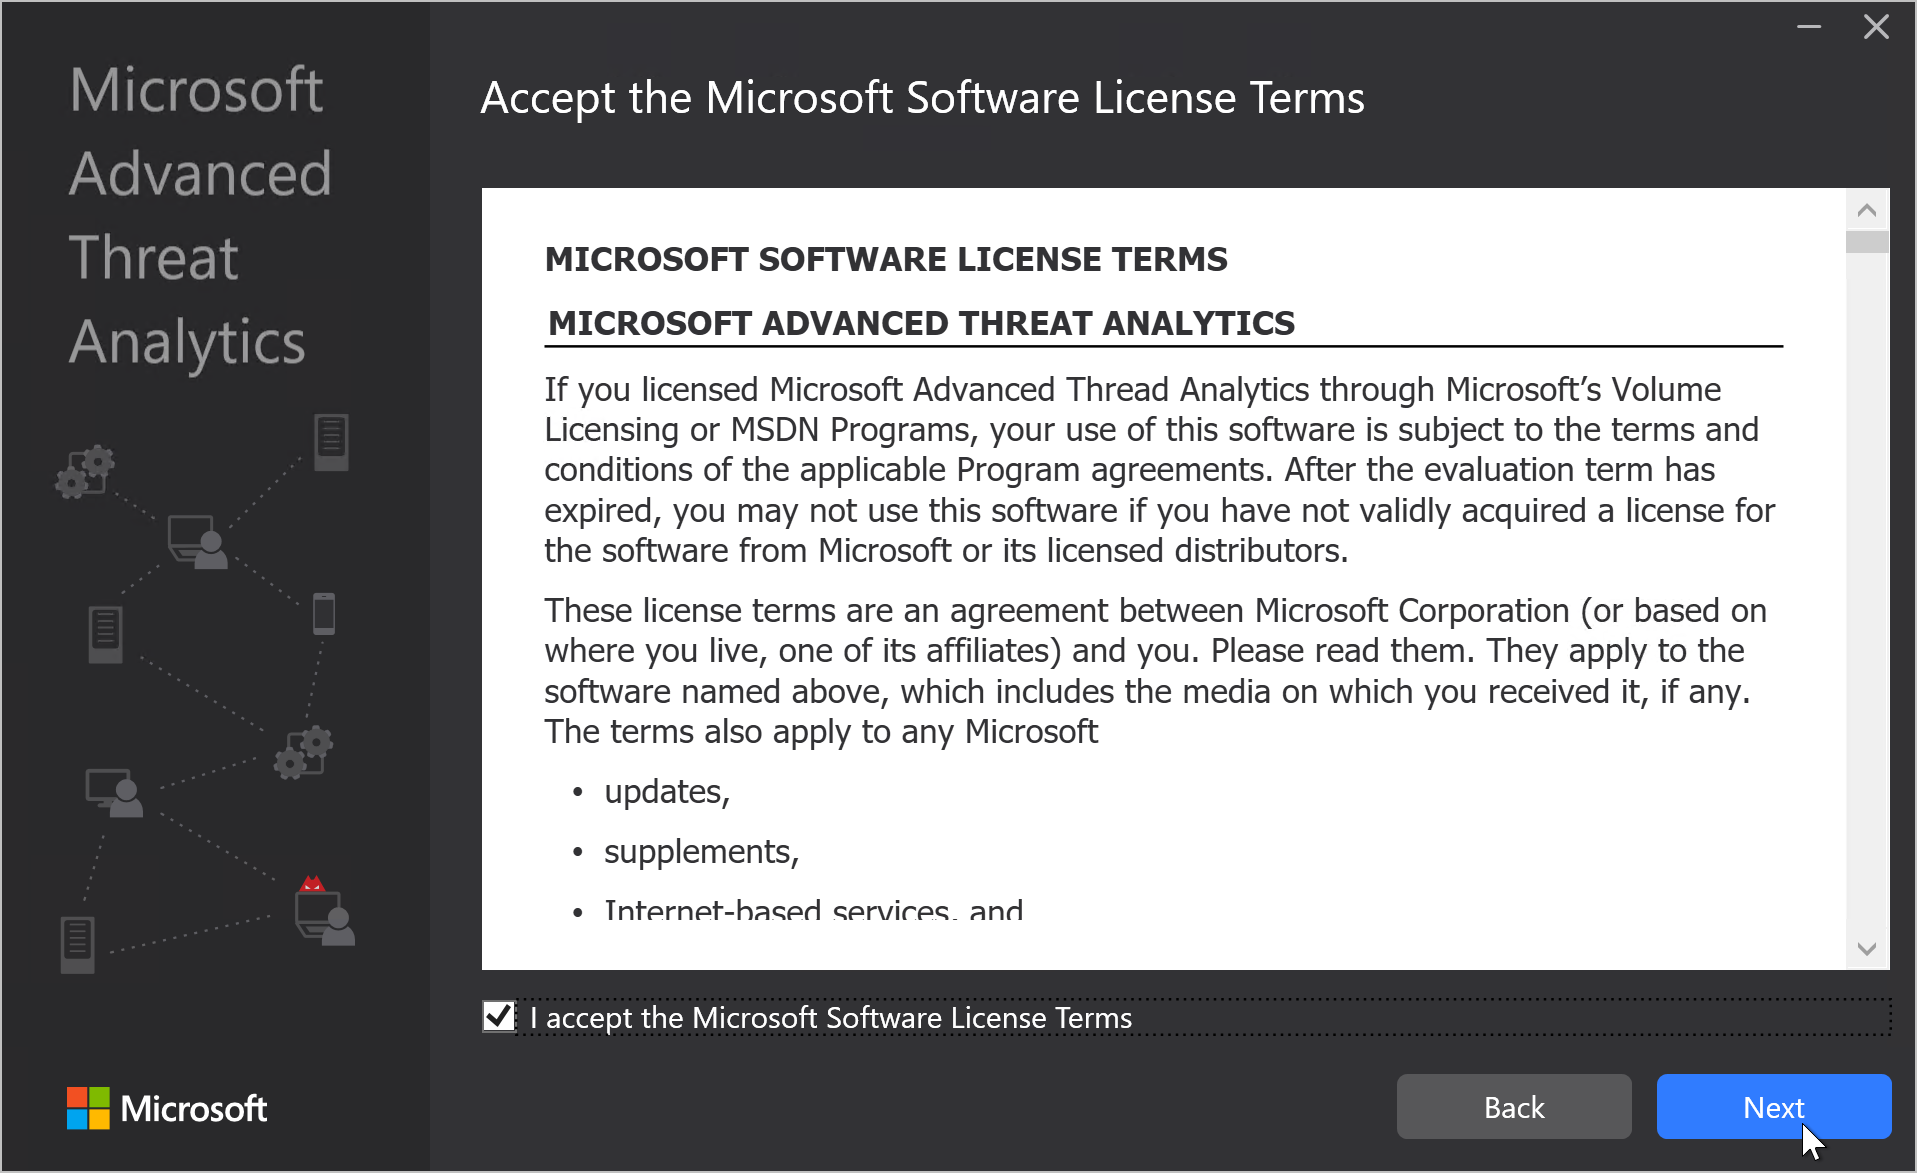 Microsoft
Advanced
Threat
Analytics
Microsoft
Accept the Microsoft Software License Terms
MICROSOFT SOFTWARE LICENSE TERMS
MICROSOFT ADVANCED THREAT ANALYTICS
If you licensed Microsoft Advanced Thread Analytics through Microsoft’s Volume
Licensing or MSDN Programs, your use of this software is subject to the terms and
conditions of the applicable Program agreements. After the evaluation term has
expired, you may not use this software if you have not validly acquired a license for
the software from Microsoft or its licensed distributors.
These license terms are an agreement between Microsoft Corporation (or based on
where you live, one of its affiliates) and you. Please read them. They apply to the
software named above, which includes the media on which you received it, if any.
The terms also apply to any Microsoft
• updates,
• supplements,
• Internet-based services, and
I accept the Microsoft Software License Terms
Back
Next